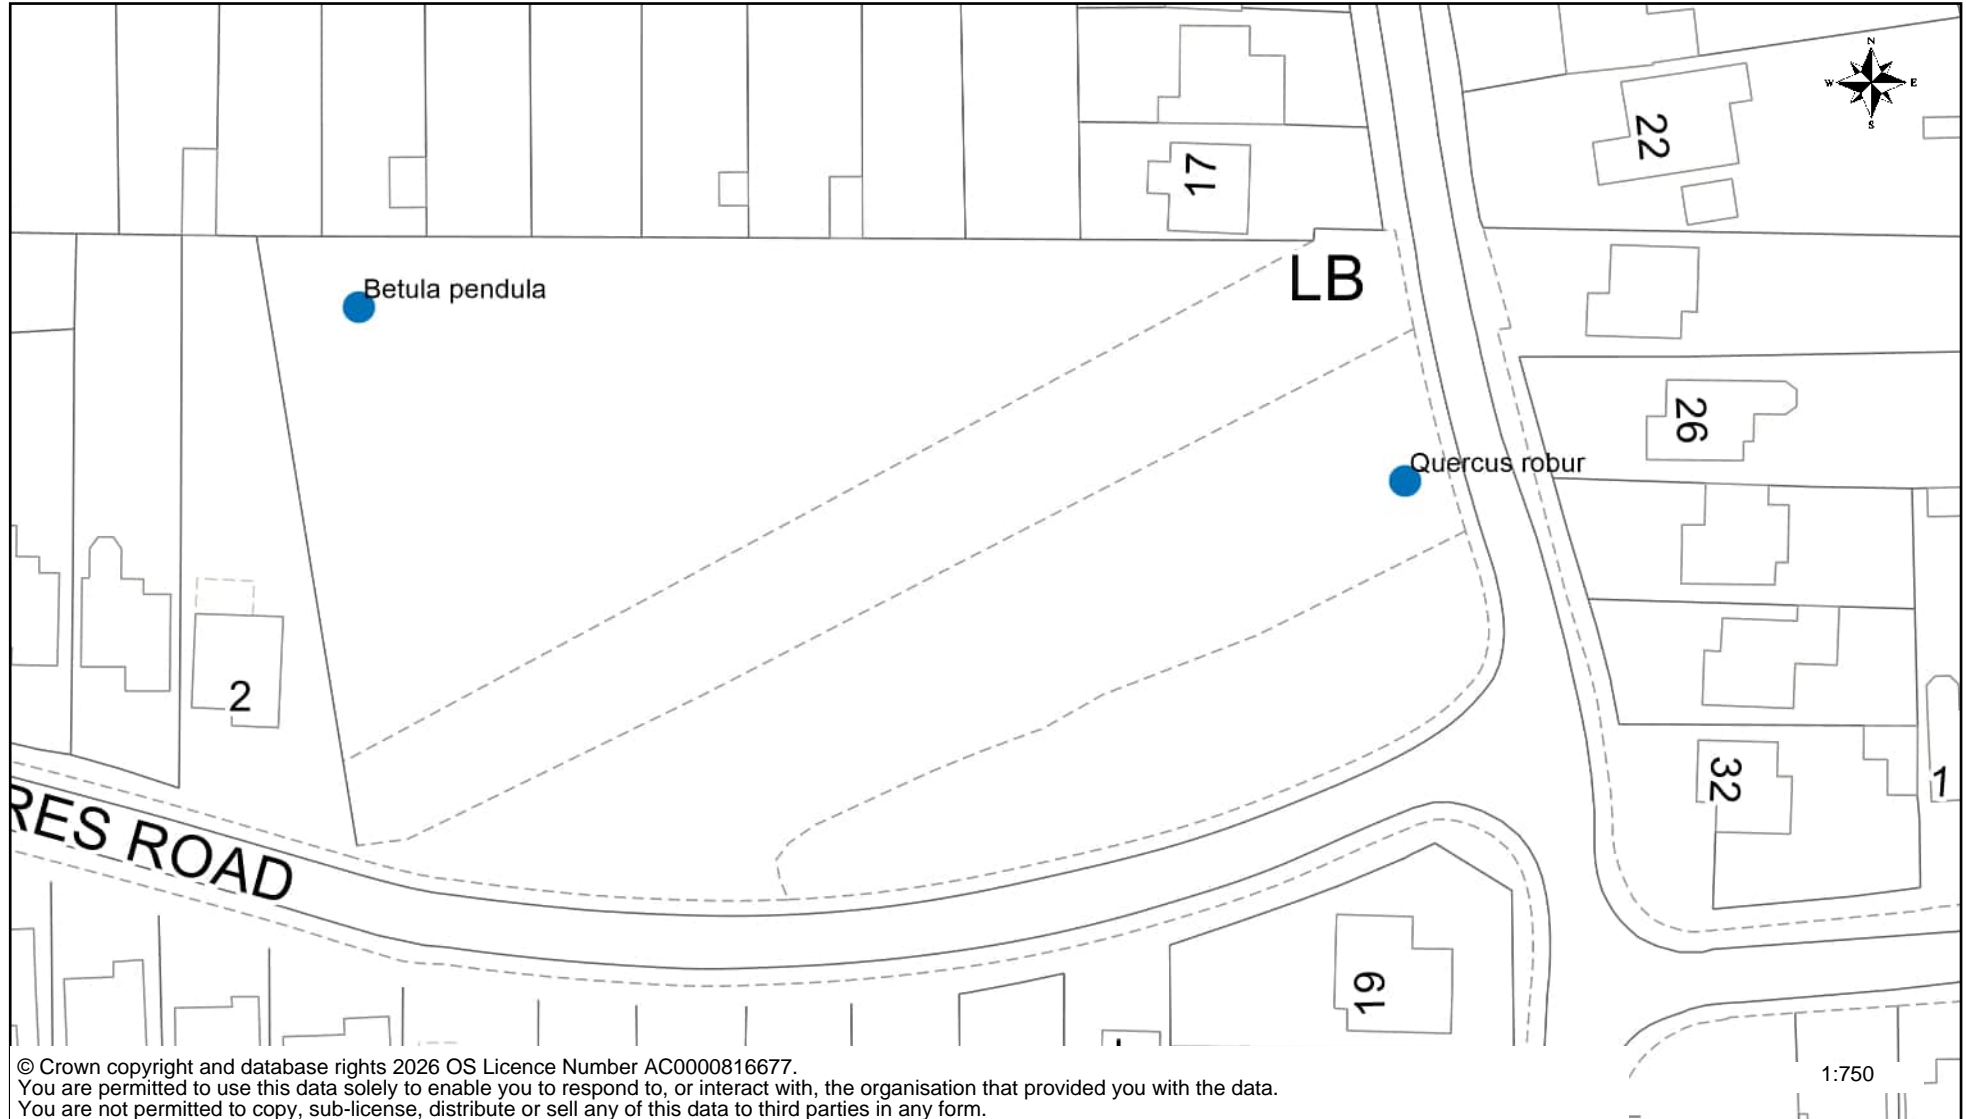 N
W E
S
22
17
LB
Betula pendula
26
Quercus robur
2
32
1
RES ROAD
19
© Crown copyright and database rights 2026 OS Licence Number AC0000816677.
You are permitted to use this data solely to enable you to respond to, or interact with, the organisation that provided you with the data.
You are not permitted to copy, sub-license, distribute or sell any of this data to third parties in any form.
1:750